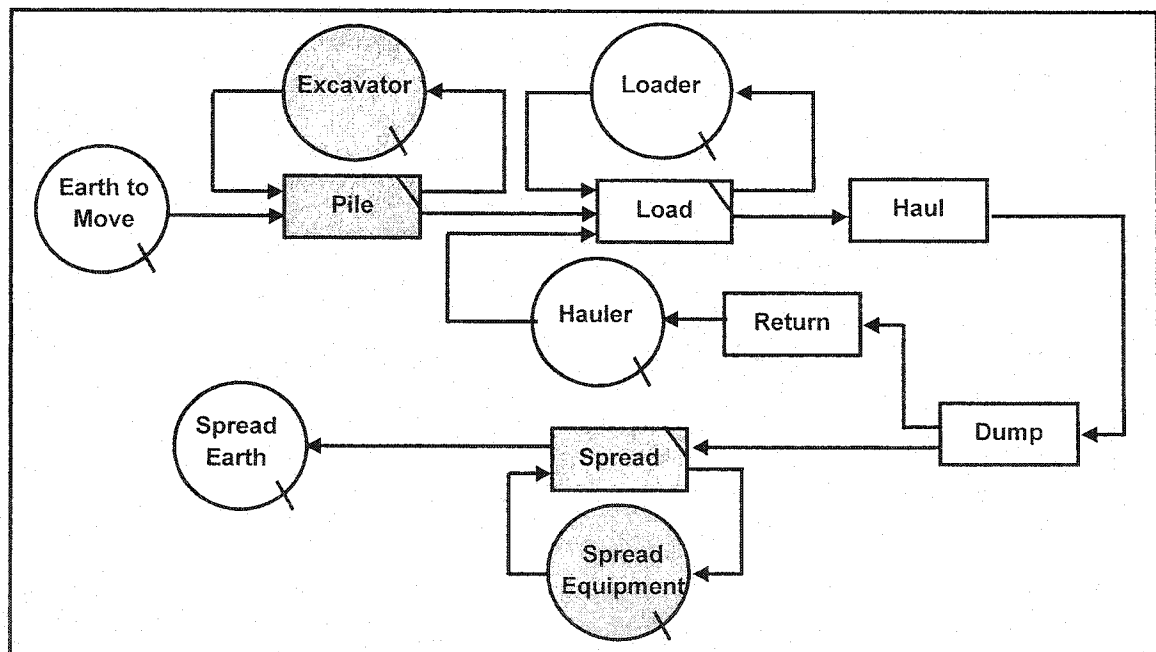 Excavator
Loader
Earth to
Move
Pile
Load
Haul
Hauler
Return
Spread
Earth
Spread
Dump
Spread
Equipment